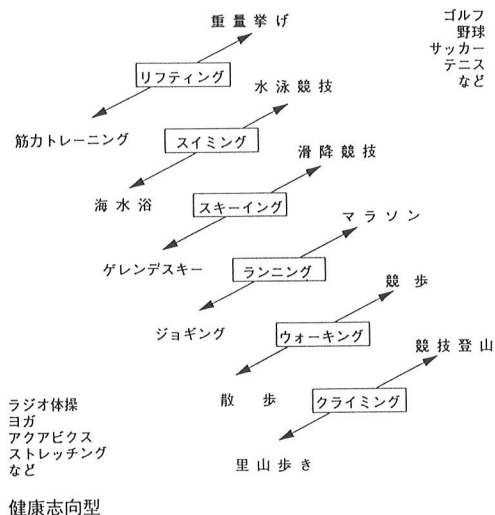 重量挙げ
ゴルフ
野球
サッカー
テニス
など
リフティング
水泳競技
筋力トレーニング
スイミング
滑降競技
海水浴
スキーイング
マラソン
ゲレンデスキー
ランニング
競歩
ジョギング
ウォーキング
競技登山
散歩
クライミング
ラジオ体操
ヨガ
アクアビクス
ストレッチング
など
里山歩き
健康志向型